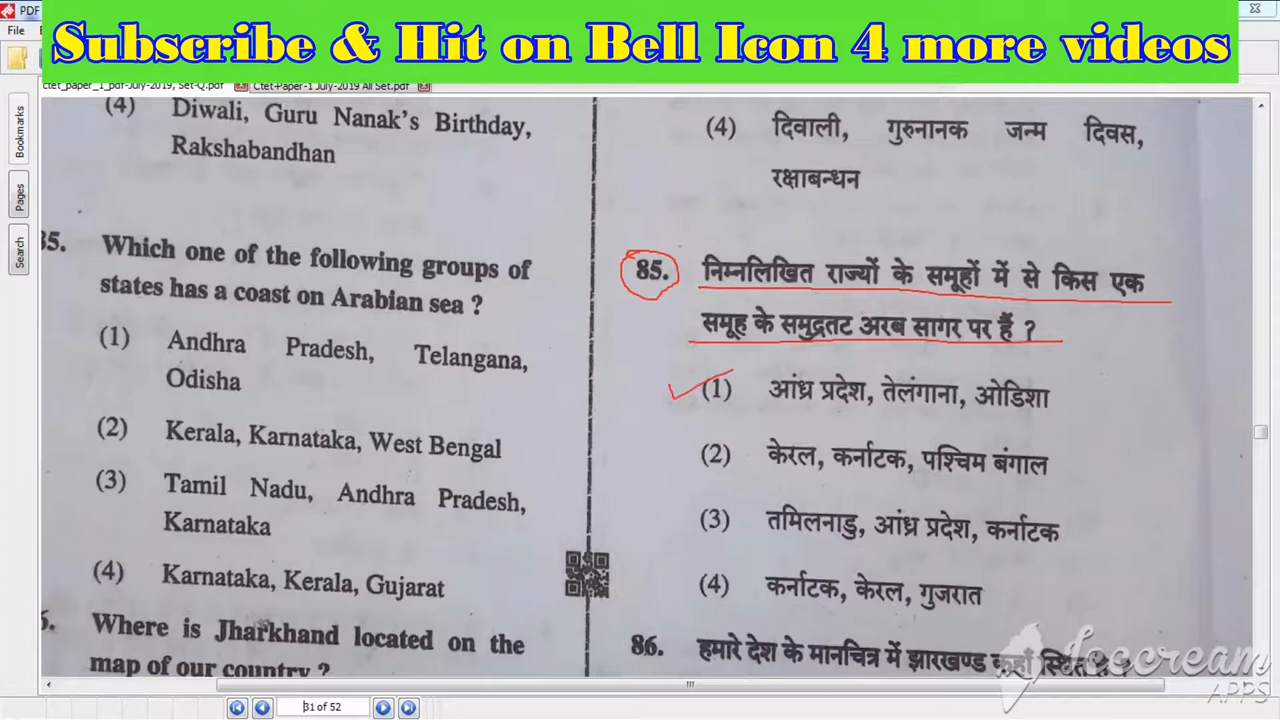 PDF
Subscribe & Hit on Bell Icon 4 more videos
File
ctet_paper_1_pdf-July-2019, Set-Q.pdf
Ctet-Paper-1 July-2019 All Set.pdf
Bookmarks
Pages
Search
(4) Diwali, Guru Nanak's Birthday,
Rakshabandhan
35. Which one of the following groups of
states has a coast on Arabian sea ?
(1) Andhra Pradesh, Telangana,
Odisha
(2) Kerala, Karnataka, West Bengal
(3) Tamil Nadu, Andhra Pradesh,
Karnataka
(4) Karnataka, Kerala, Gujarat
Where is Jharkhand located on the
map of our country ?
(4) दिवाली, गुरुनानक जन्म दिवस,
रक्षाबन्धन
85. निम्नलिखित राज्यों के समूहों में से किस एक
समूह के समुद्रतट अरब सागर पर हैं ?
(1) आंध्र प्रदेश, तेलंगाना, ओडिशा
(2) केरल, कर्नाटक, पश्चिम बंगाल
(3) तमिलनाडु, आंध्र प्रदेश, कर्नाटक
(4) कर्नाटक, केरल, गुजरात
86. हमारे देश के मानचित्र में झारखण्ड कहाँ स्थित है ?
Icecream
APPS
31 of 52